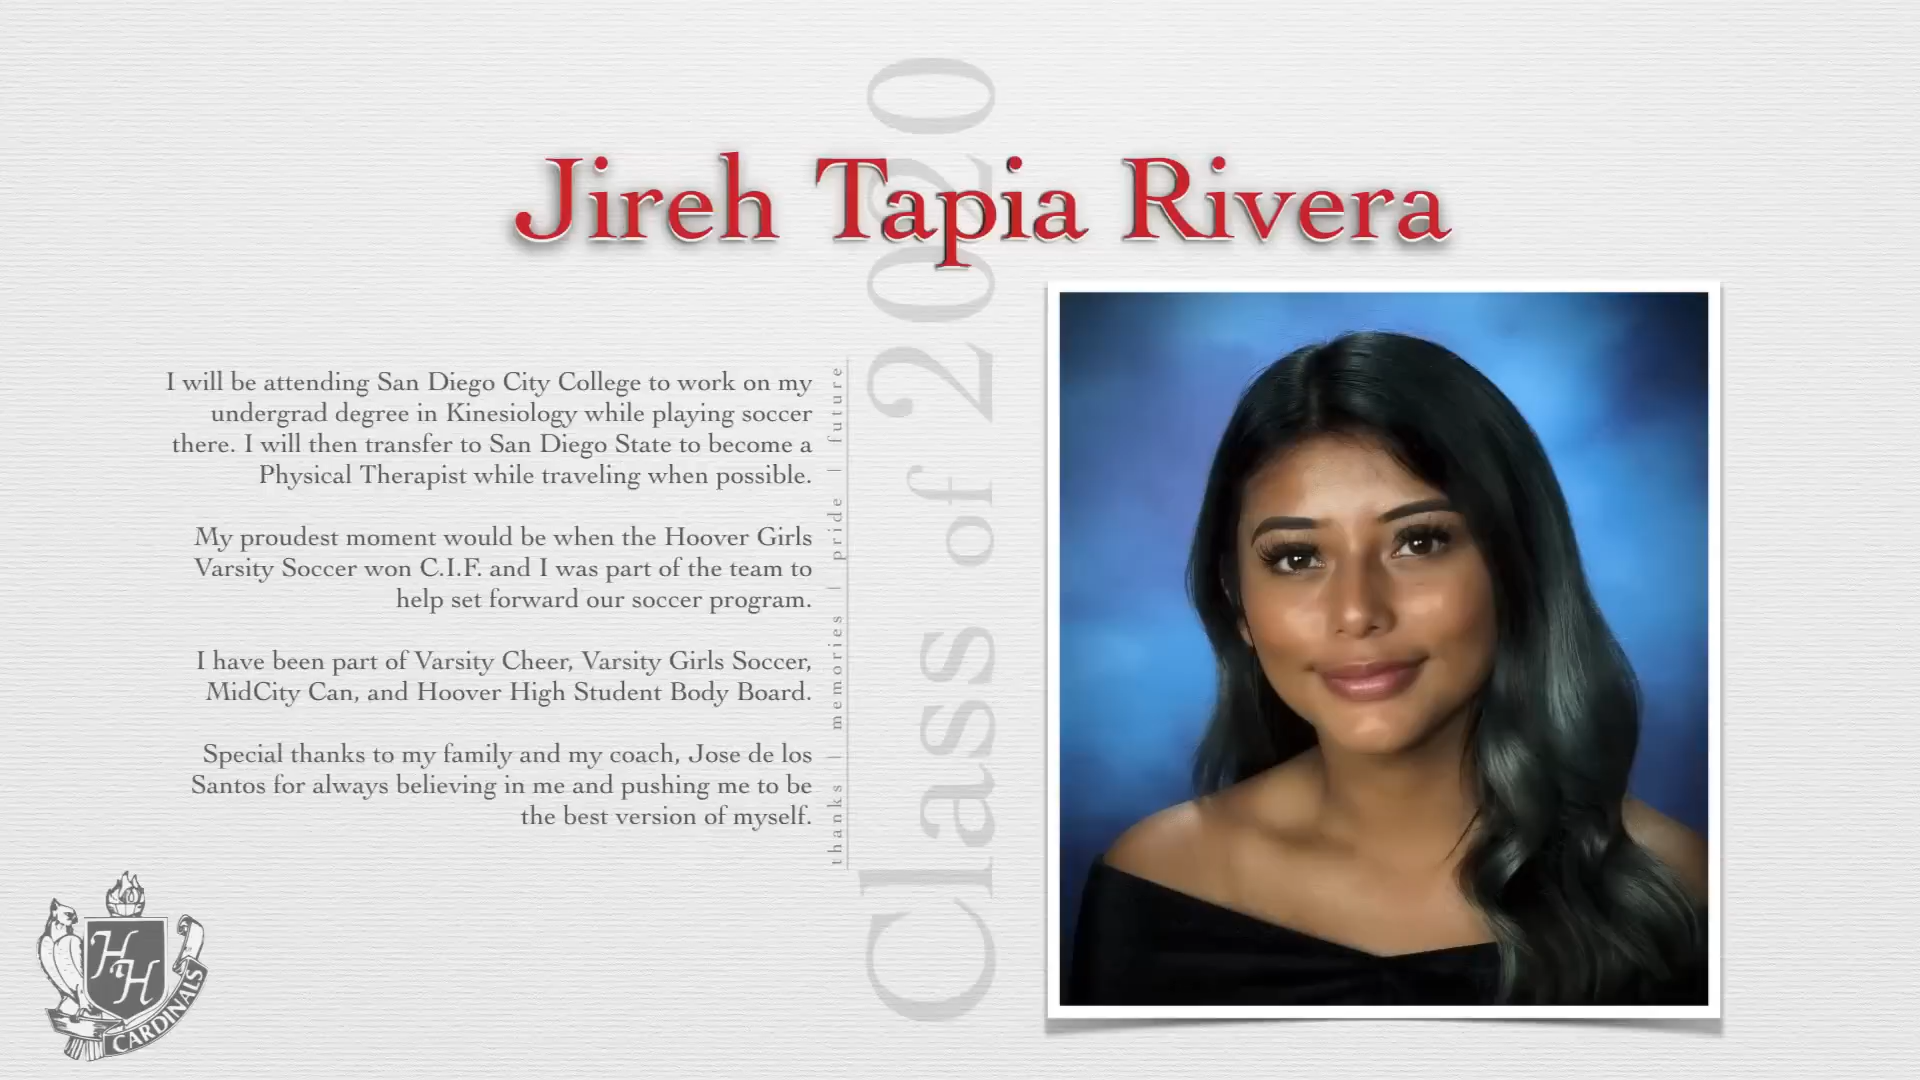 Jireh Tapia Rivera
I will be attending San Diego City College to work on my
undergrad degree in Kinesiology while playing soccer
there. I will then transfer to San Diego State to become a
Physical Therapist while traveling when possible.
My proudest moment would be when the Hoover Girls
Varsity Soccer won C.I.F. and I was part of the team to
help set forward our soccer program.
I have been part of Varsity Cheer, Varsity Girls Soccer,
MidCity Can, and Hoover High Student Body Board.
Special thanks to my family and my coach, Jose de los
Santos for always believing in me and pushing me to be
the best version of myself.
thanks | memories | pride | future
Class of 2020
HH
CARDINALS